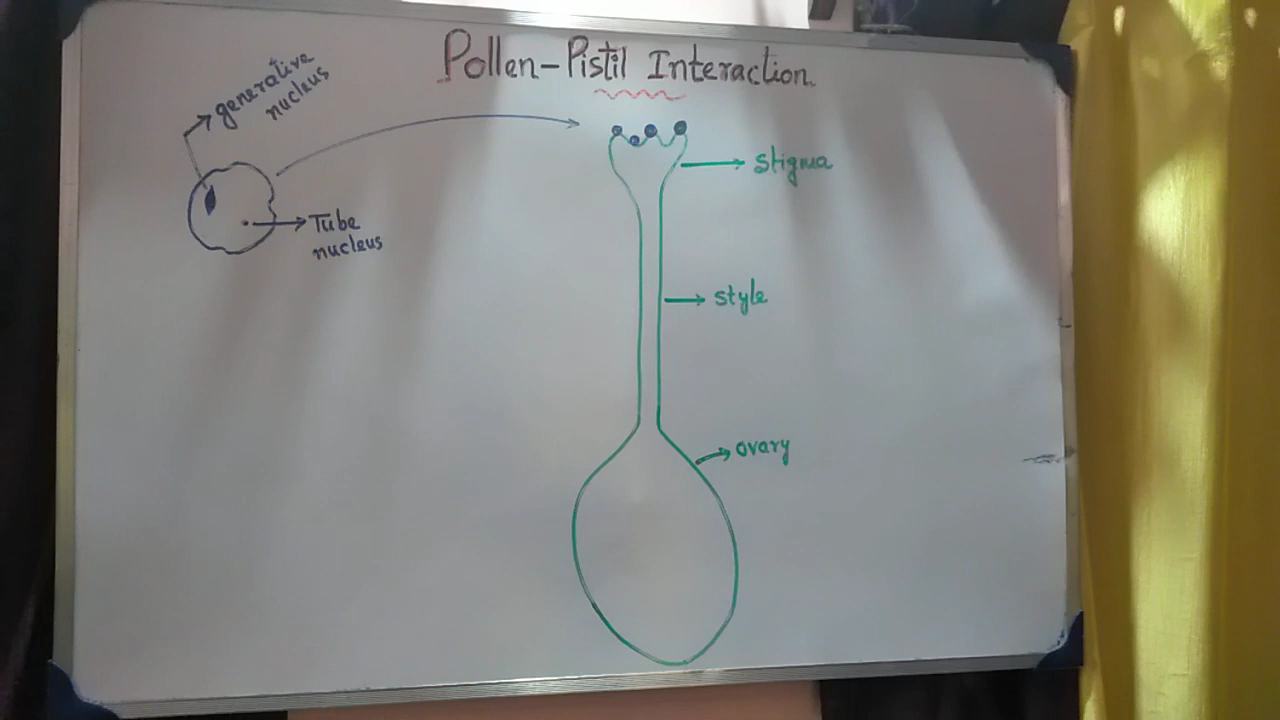 Pollen-Pistil Interaction.
generative
nucleus
Tube
nucleus
stigma
style
ovary